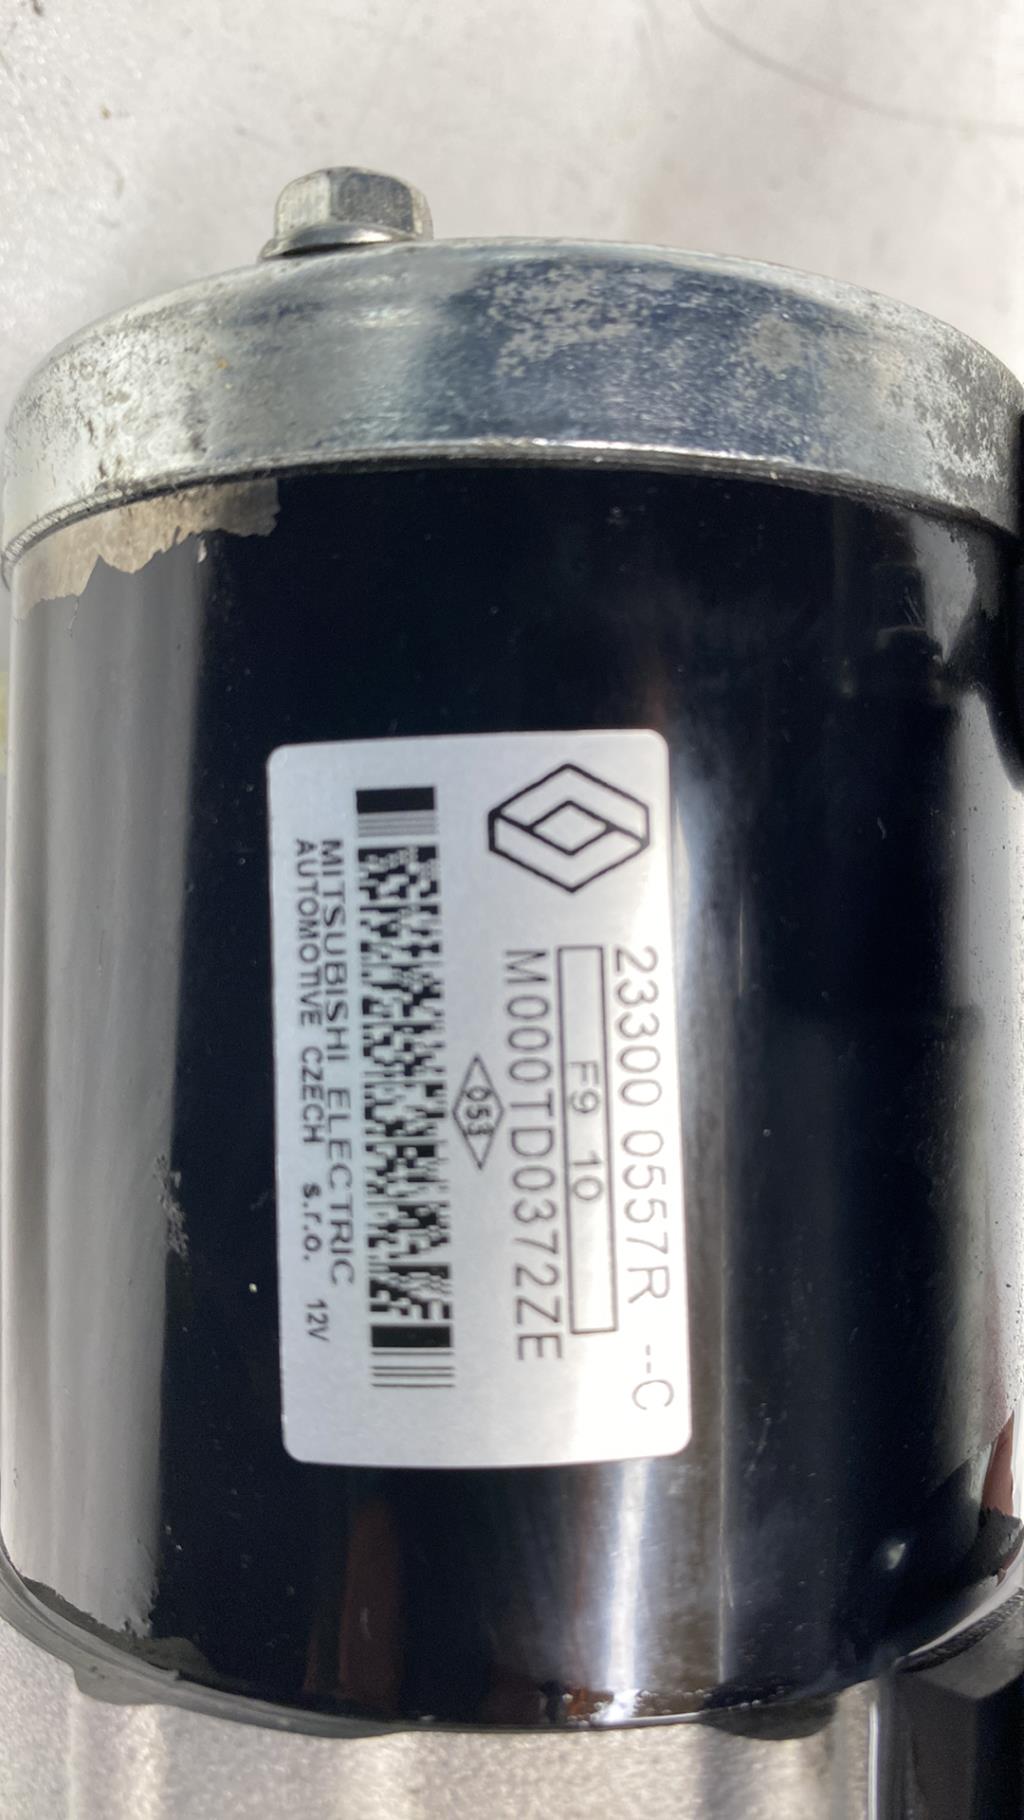 23300 0557R --C
F9 10
M000TD0372ZE
053
MITSUBISHI ELECTRIC
AUTOMOTIVE CZECH s.r.o. 12V